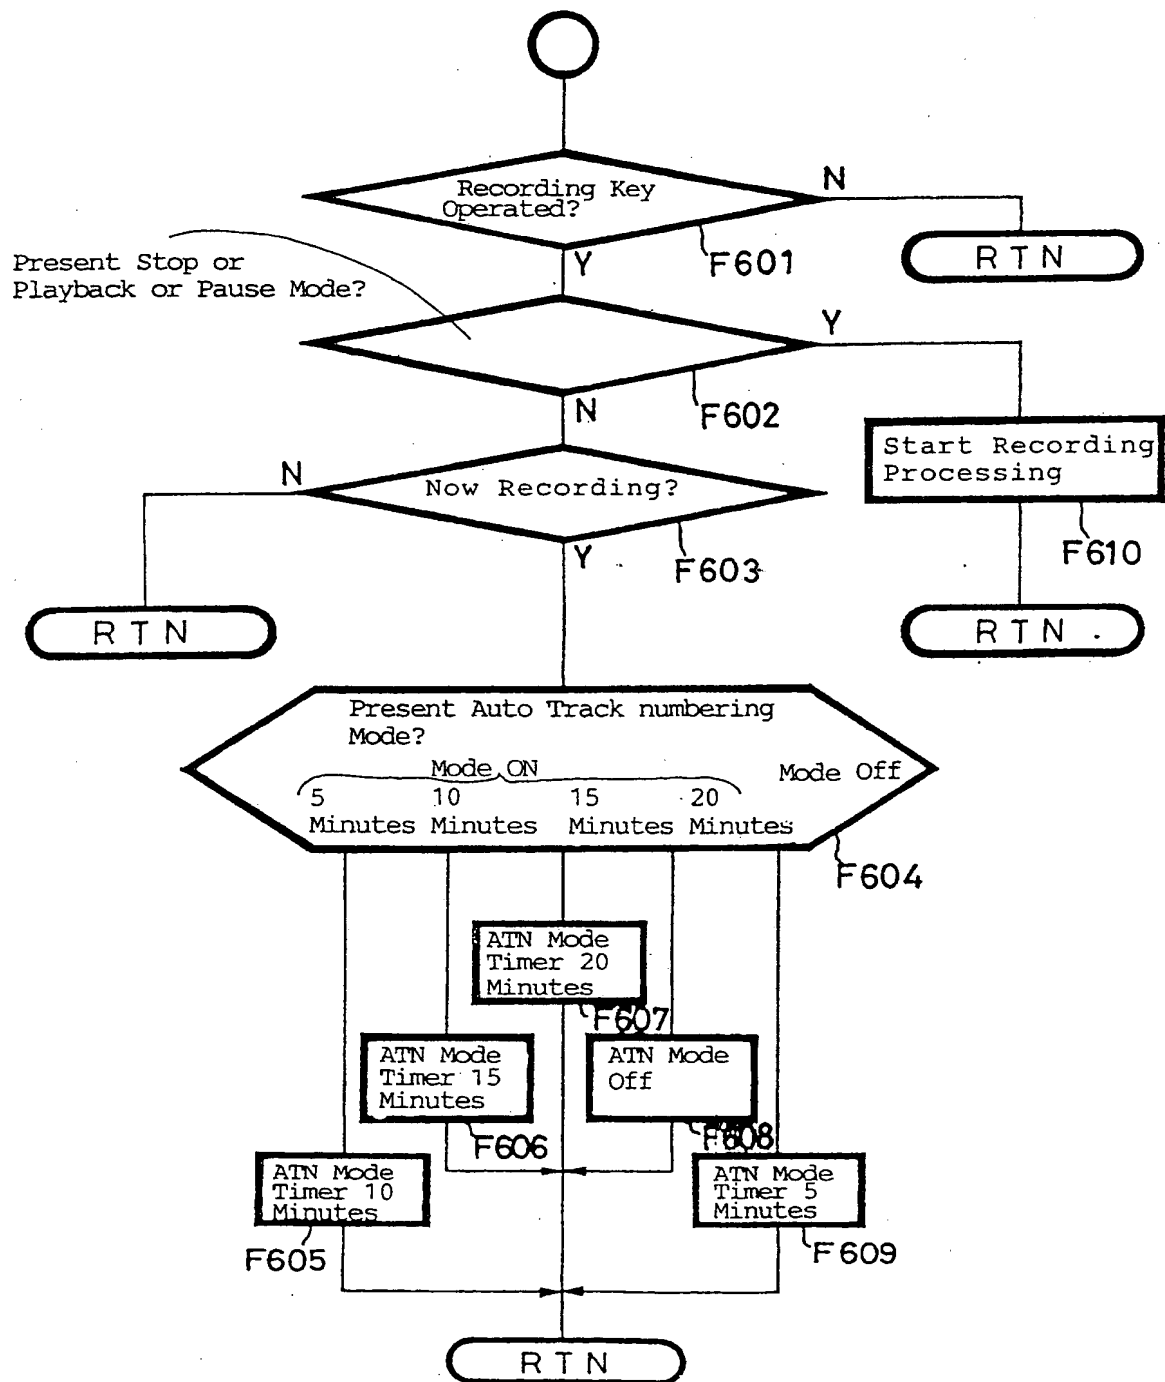 Recording Key
Operated?
N
F601
RTN
Y
Present Stop or
Playback or Pause Mode?
Y
F602
N
Start Recording
Processing
F610
RTN
N
Now Recording?
F603
Y
RTN
Present Auto Track numbering
Mode?
Mode ON
Mode Off
5 10 15 20
Minutes Minutes Minutes Minutes
F604
ATN Mode
Timer 20
Minutes
F607
ATN Mode
Timer 15
Minutes
F606
ATN Mode
Off
F608
ATN Mode
Timer 10
Minutes
F605
ATN Mode
Timer 5
Minutes
F609
RTN